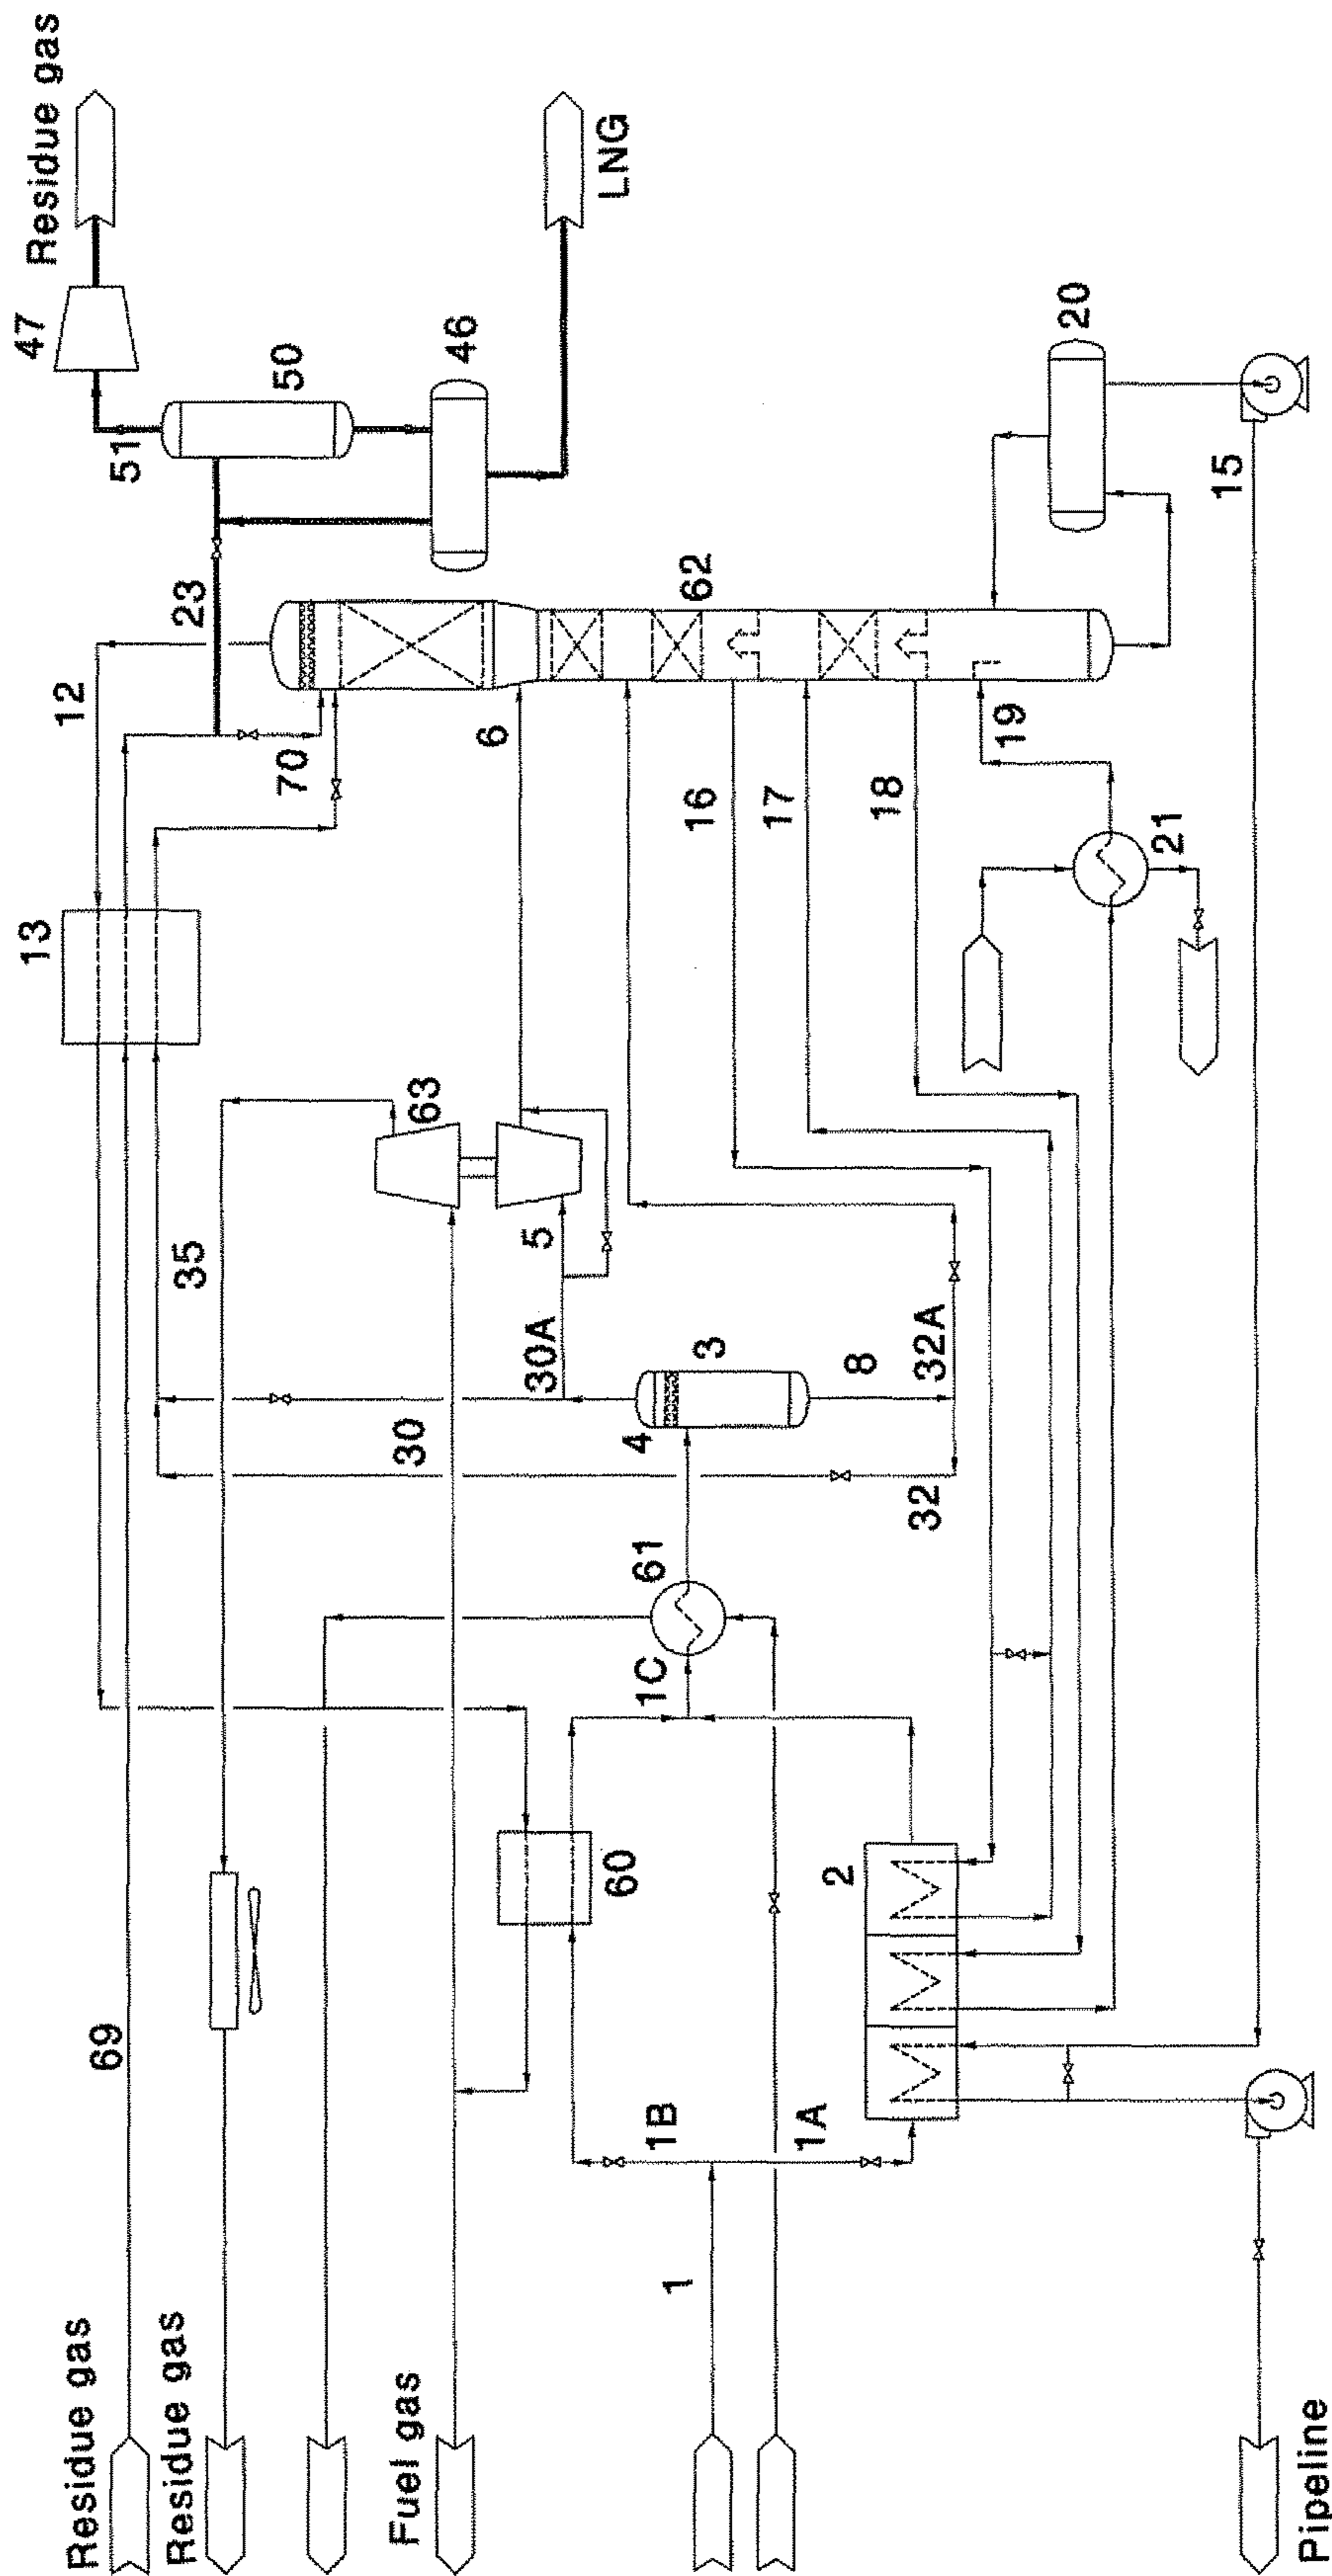 Residue gas
47
51
50
46
LNG
12
23
13
70
6
62
16
17
18
19
20
21
15
63
35
5
30A
30
3
4
8
32A
32
61
1C
60
2
69
1B
1A
1
Residue gas
Residue gas
Fuel gas
Pipeline